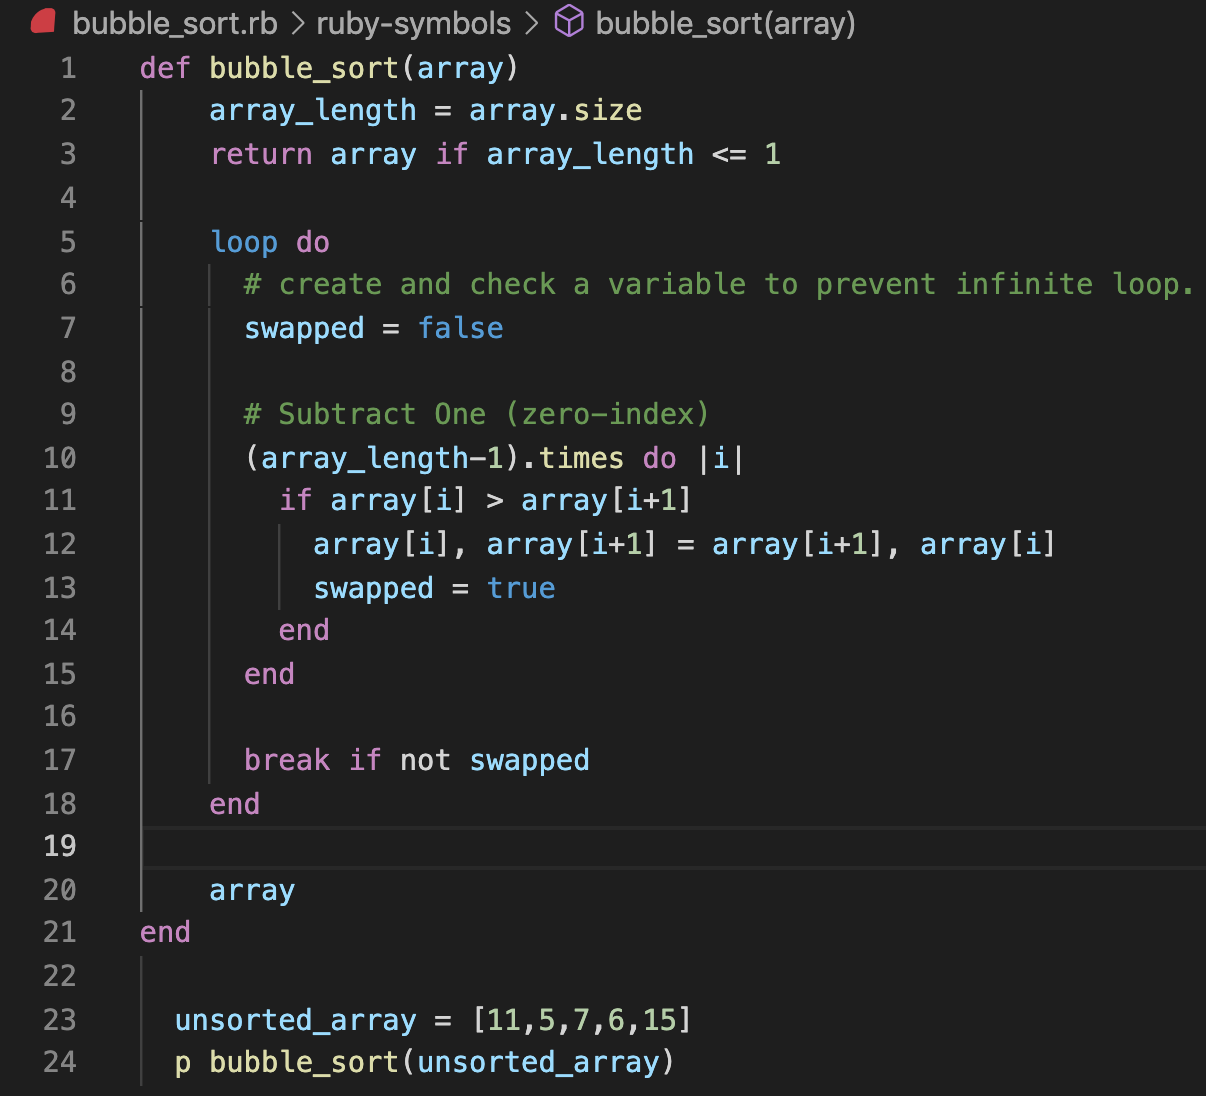 bubble_sort.rb > ruby-symbols > bubble_sort(array)
1 def bubble_sort(array)
2 array_length = array.size
3 return array if array_length <= 1
4
5 loop do
6 # create and check a variable to prevent infinite loop.
7 swapped = false
8
9 # Subtract One (zero-index)
10 (array_length-1).times do |i|
11 if array[i] > array[i+1]
12 array[i], array[i+1] = array[i+1], array[i]
13 swapped = true
14 end
15 end
16
17 break if not swapped
18 end
19
20 array
21 end
22
23 unsorted_array = [11,5,7,6,15]
24 p bubble_sort(unsorted_array)